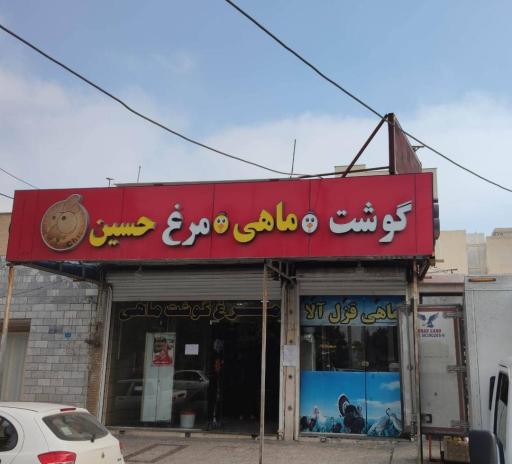 گوشت ماهی مرغ حسین
مرغ گوشت ماهی
ماهی قزل آلا